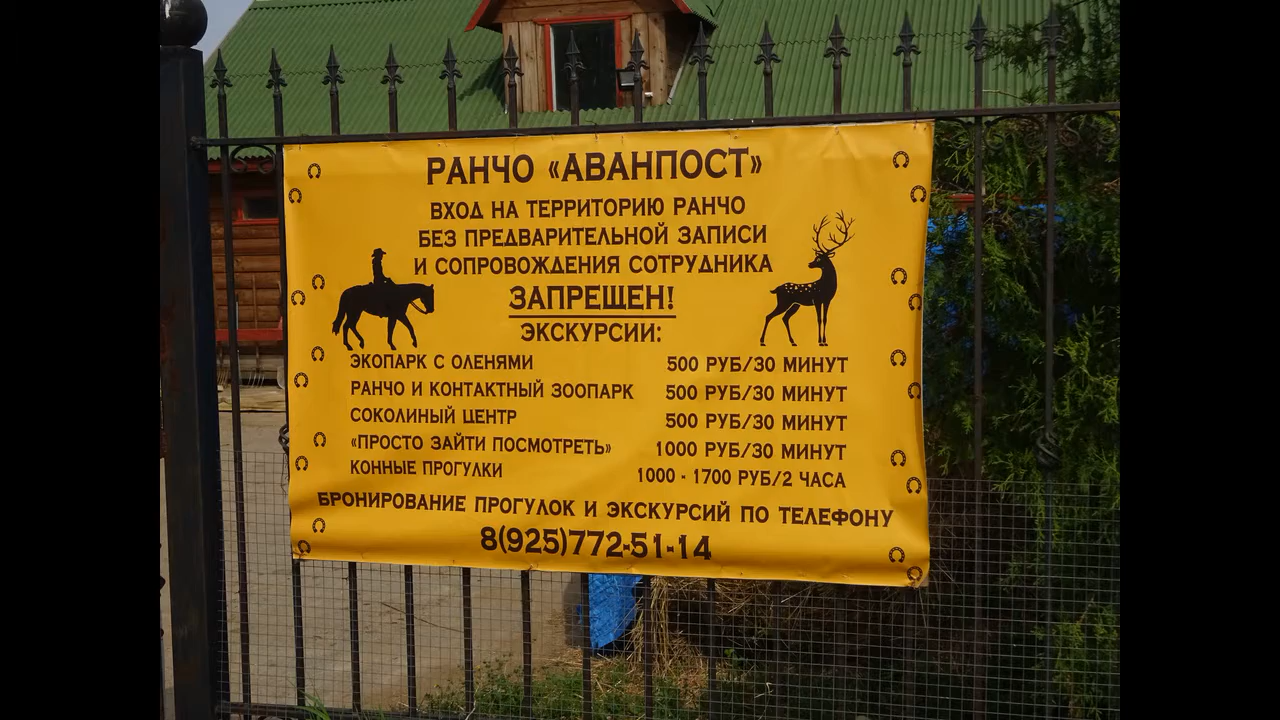 РАНЧО «АВАНПОСТ»
ВХОД НА ТЕРРИТОРИЮ РАНЧО
БЕЗ ПРЕДВАРИТЕЛЬНОЙ ЗАПИСИ
И СОПРОВОЖДЕНИЯ СОТРУДНИКА
ЗАПРЕЩЕН!
ЭКСКУРСИИ:
ЭКОПАРК С ОЛЕНЯМИ 500 РУБ/30 МИНУТ
РАНЧО И КОНТАКТНЫЙ ЗООПАРК 500 РУБ/30 МИНУТ
СОКОЛИНЫЙ ЦЕНТР 500 РУБ/30 МИНУТ
«ПРОСТО ЗАЙТИ ПОСМОТРЕТЬ» 1000 РУБ/30 МИНУТ
КОННЫЕ ПРОГУЛКИ 1000 - 1700 РУБ/2 ЧАСА
БРОНИРОВАНИЕ ПРОГУЛОК И ЭКСКУРСИЙ ПО ТЕЛЕФОНУ
8(925)772-51-14